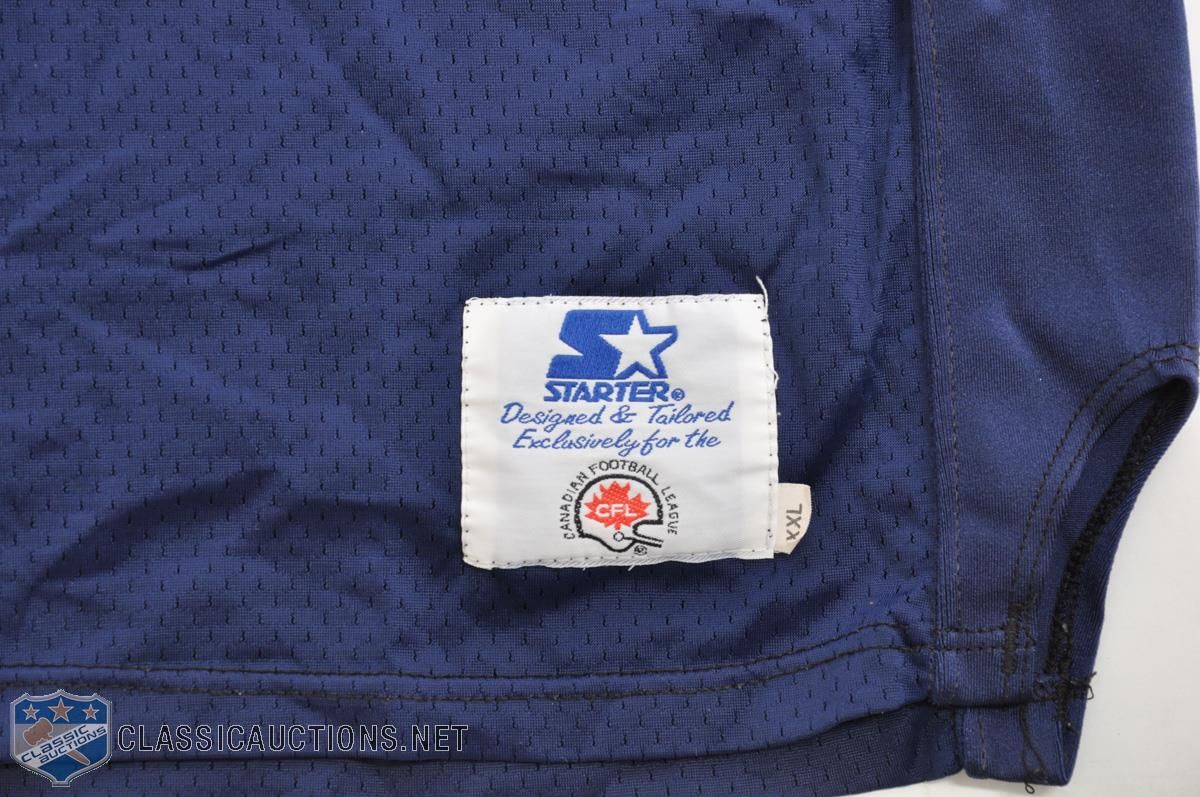 STARTER®
Designed & Tailored
Exclusively for the
CANADIAN FOOTBALL LEAGUE
CFL
®
XXL
CLASSIC AUCTIONS
CLASSICAUCTIONS.NET